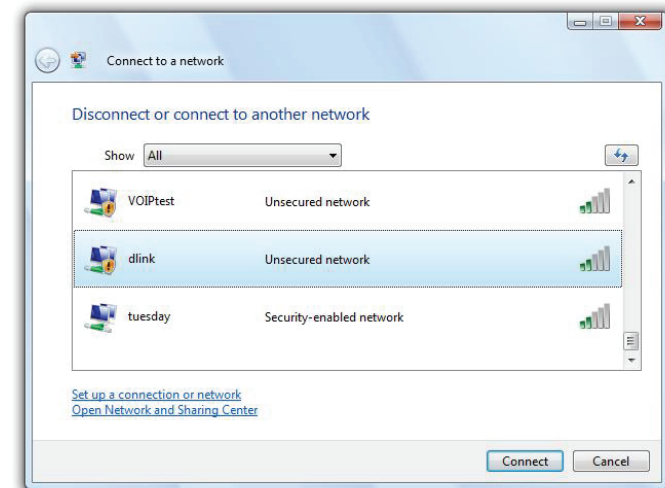 Connect to a network
Disconnect or connect to another network
Show All
VOIPtest Unsecured network
dlink Unsecured network
tuesday Security-enabled network
Set up a connection or network
Open Network and Sharing Center
Connect Cancel